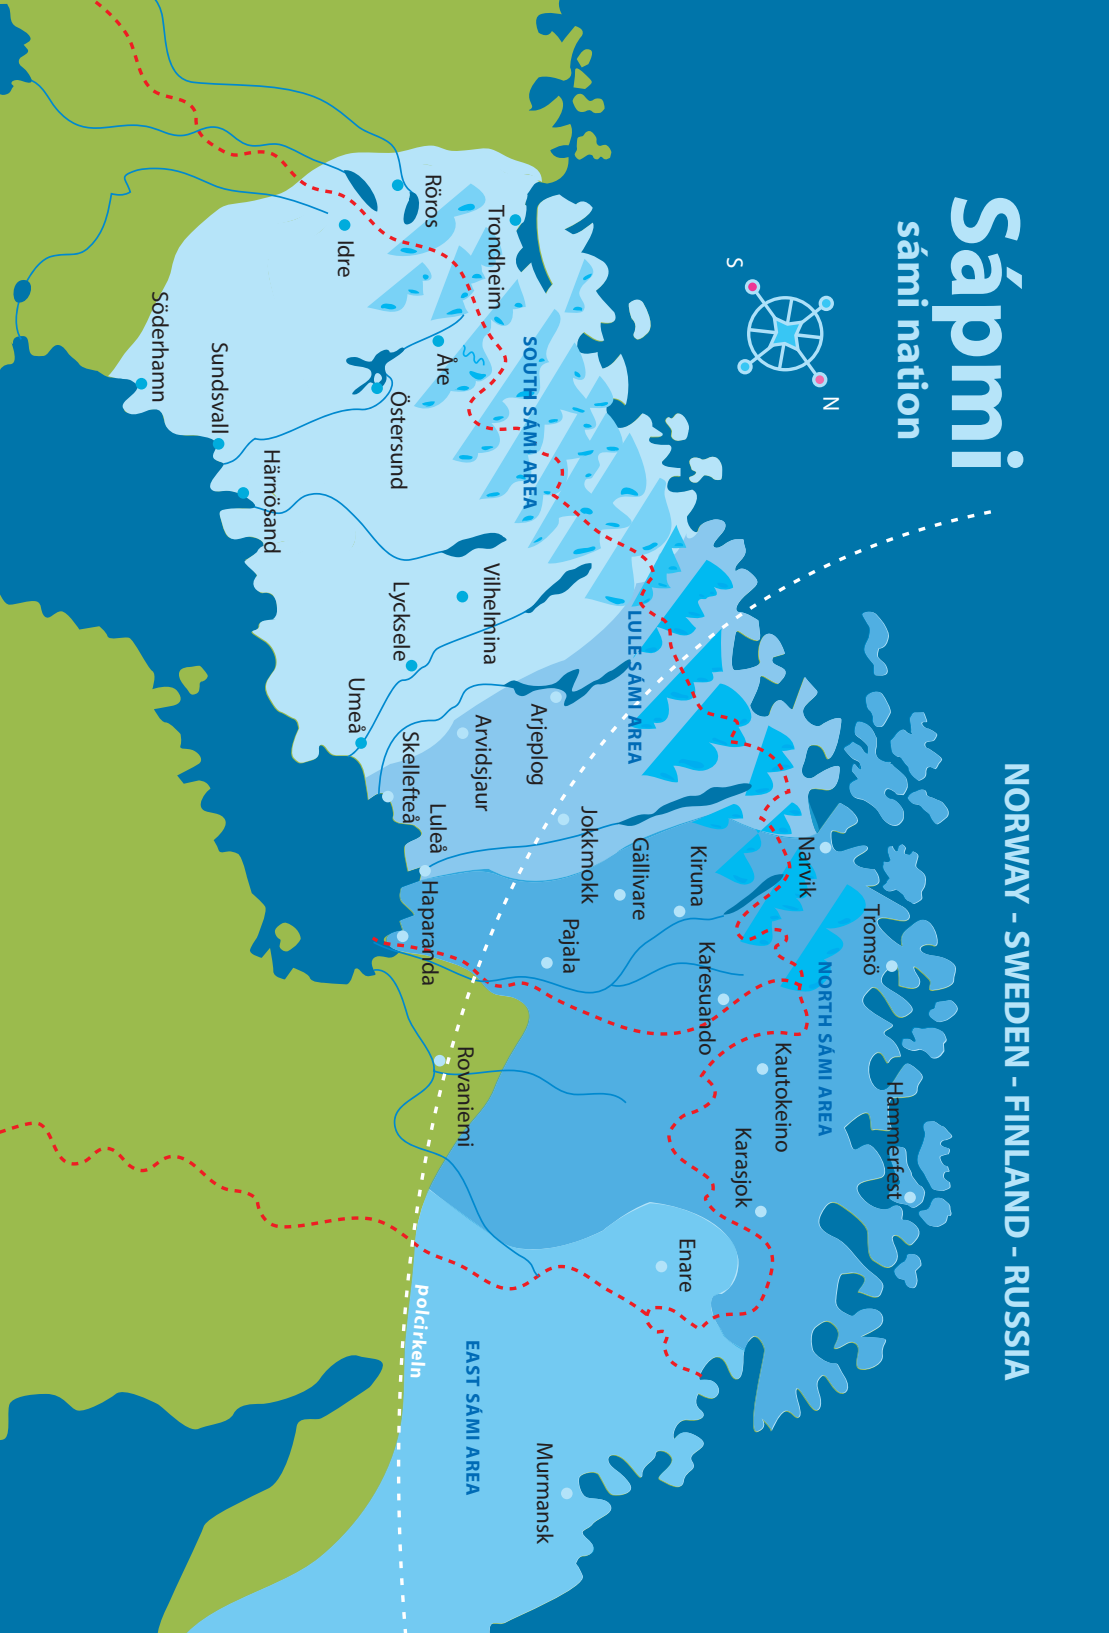 Sápmi
sámi nation
NORWAY - SWEDEN - FINLAND - RUSSIA
S
N
Hammerfest
Tromsö
NORTH SÁMI AREA
Narvik
Kautokeino
Karasjok
Karesuando
Kiruna
Enare
Gällivare
LULE SÁMI AREA
Jokkmokk
Pajala
Murmansk
Arjeplog
SOUTH SÁMI AREA
Trondheim
Vilhelmina
Arvidsjaur
EAST SÁMI AREA
Rovaniemi
Röros
Åre
Luleå
Haparanda
polcirkeln
Östersund
Lycksele
Skellefteå
Idre
Umeå
Härnösand
Sundsvall
Söderhamn